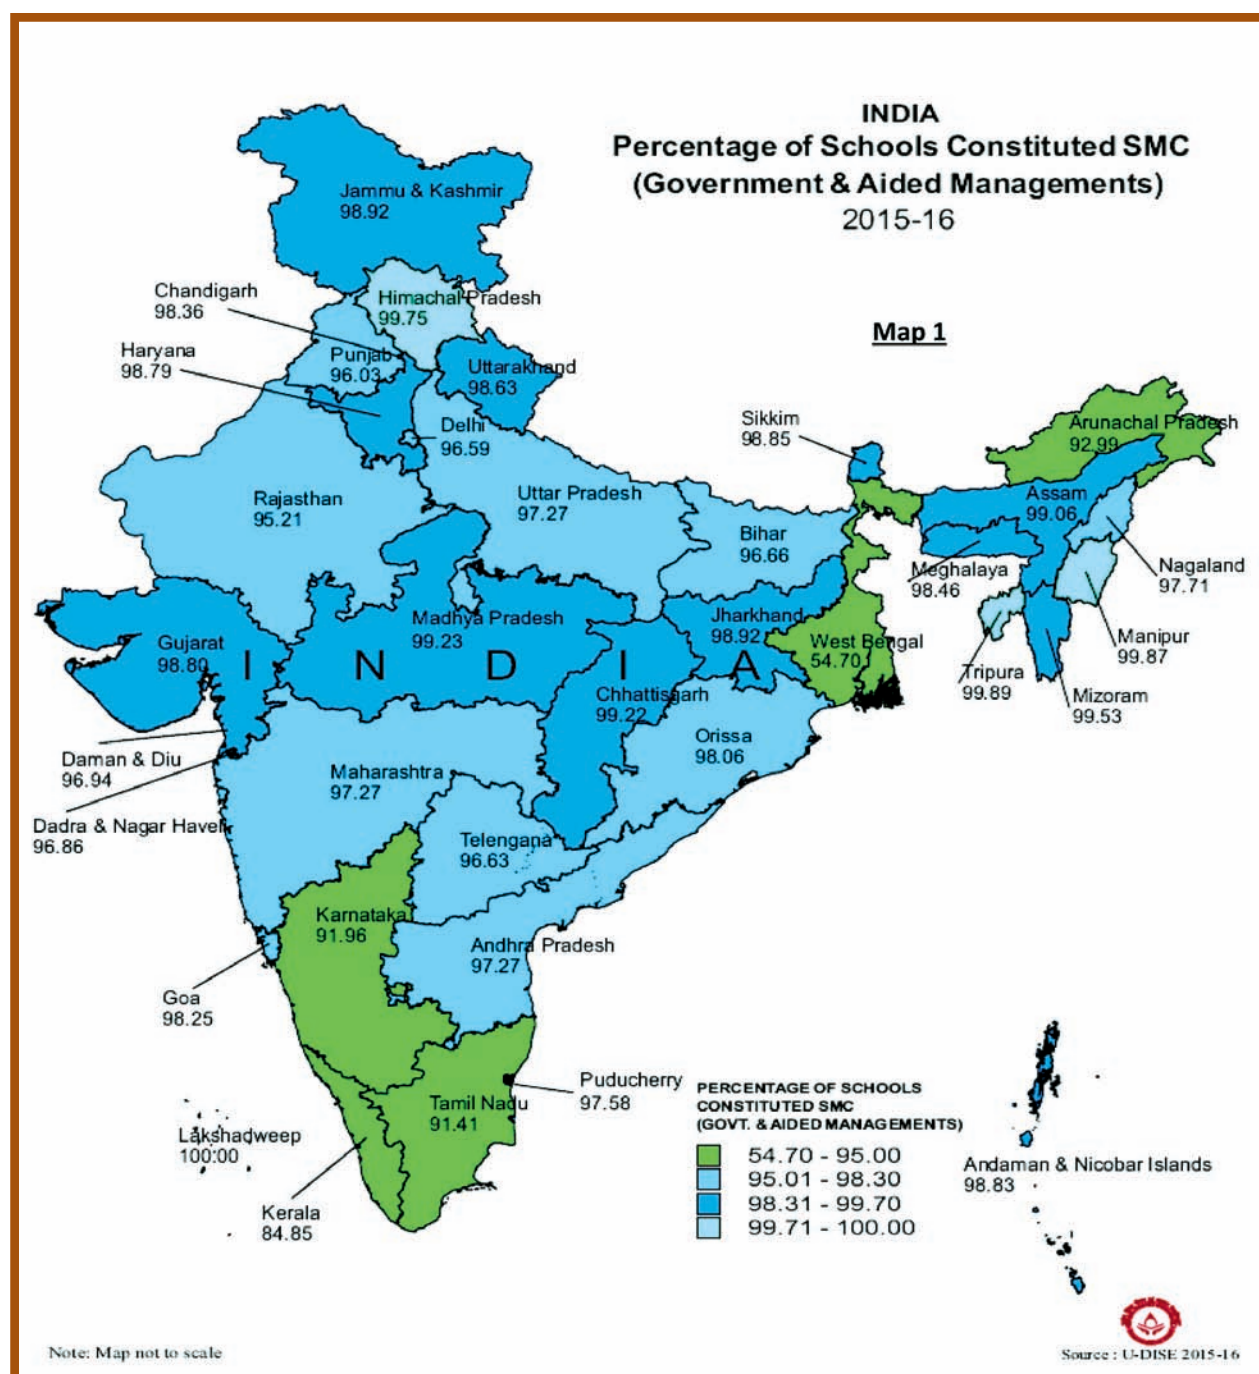 INDIA
Percentage of Schools Constituted SMC
(Government & Aided Managements)
2015-16
Map 1
Jammu & Kashmir
98.92
Chandigarh
98.36
Himachal Pradesh
99.75
Haryana
98.79
Punjab
96.03
Uttarakhand
98.63
Delhi
96.59
Sikkim
98.85
Arunachal Pradesh
92.99
Rajasthan
95.21
Uttar Pradesh
97.27
Bihar
96.66
Assam
99.06
Meghalaya
98.46
Nagaland
97.71
Gujarat
98.80
Madhya Pradesh
99.23
Jharkhand
98.92
West Bengal
54.70
Tripura
99.89
Manipur
99.87
Mizoram
99.53
I N D I A
Chhattisgarh
99.22
Orissa
98.06
Daman & Diu
96.94
Maharashtra
97.27
Dadra & Nagar Haveli
96.86
Telengana
96.63
Karnataka
91.96
Andhra Pradesh
97.27
Goa
98.25
Puducherry
97.58
Tamil Nadu
91.41
Lakshadweep
100.00
Kerala
84.85
Andaman & Nicobar Islands
98.83
PERCENTAGE OF SCHOOLS
CONSTITUTED SMC
(GOVT. & AIDED MANAGEMENTS)
54.70 - 95.00
95.01 - 98.30
98.31 - 99.70
99.71 - 100.00
Note: Map not to scale
Source : U-DISE 2015-16